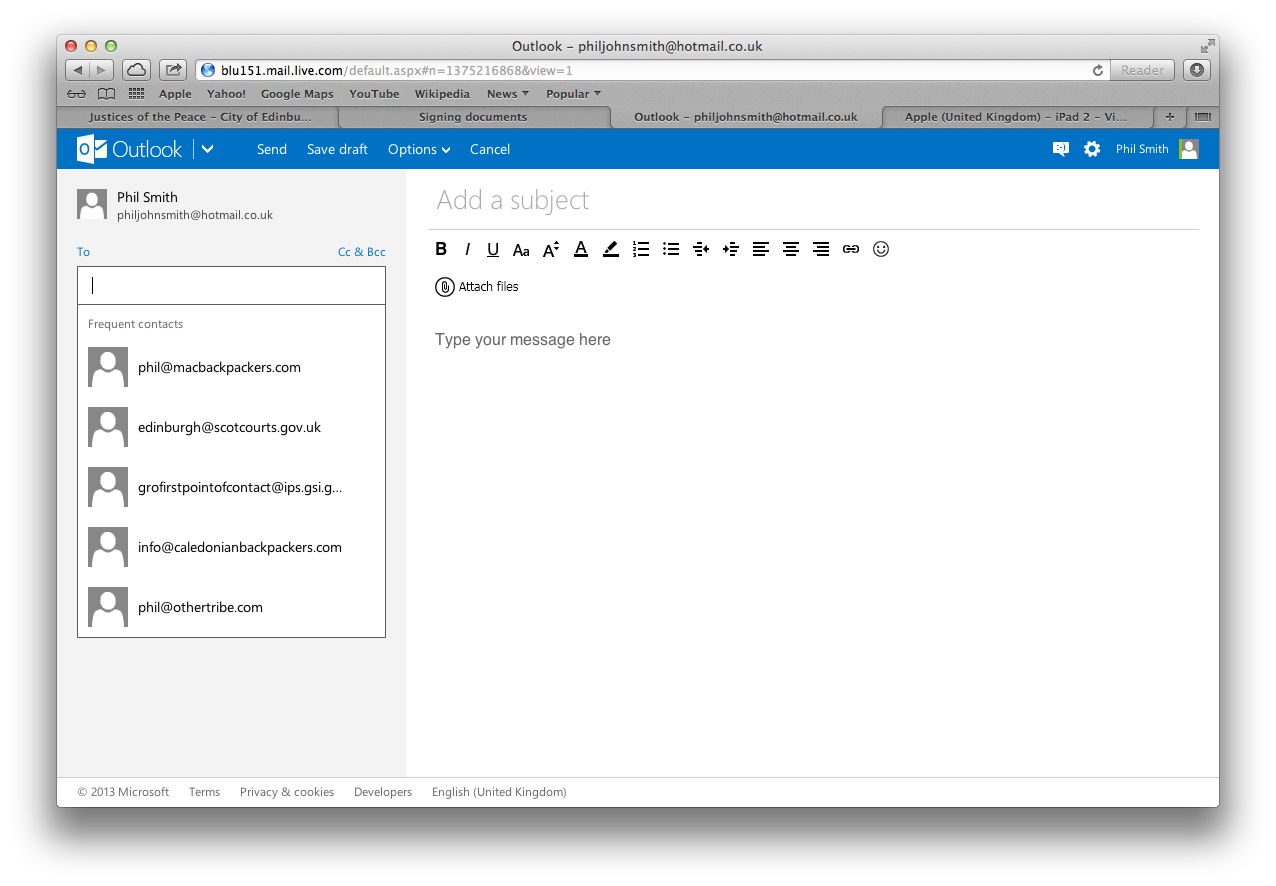 Outlook – philjohnsmith@hotmail.co.uk
blu151.mail.live.com/default.aspx#n=1375216868&view=1
Reader
Apple Yahoo! Google Maps YouTube Wikipedia News Popular
Justices of the Peace – City of Edinbu... Signing documents Outlook – philjohnsmith@hotmail.co.uk Apple (United Kingdom) – iPad 2 – Vi...
Outlook Send Save draft Options Cancel Phil Smith
Phil Smith
philjohnsmith@hotmail.co.uk
To Cc & Bcc
Frequent contacts
phil@macbackpackers.com
edinburgh@scotcourts.gov.uk
grofirstpointofcontact@ips.gsi.g...
info@caledonianbackpackers.com
phil@othertribe.com
Add a subject
B I U Aa A A
Attach files
Type your message here
© 2013 Microsoft Terms Privacy & cookies Developers English (United Kingdom)